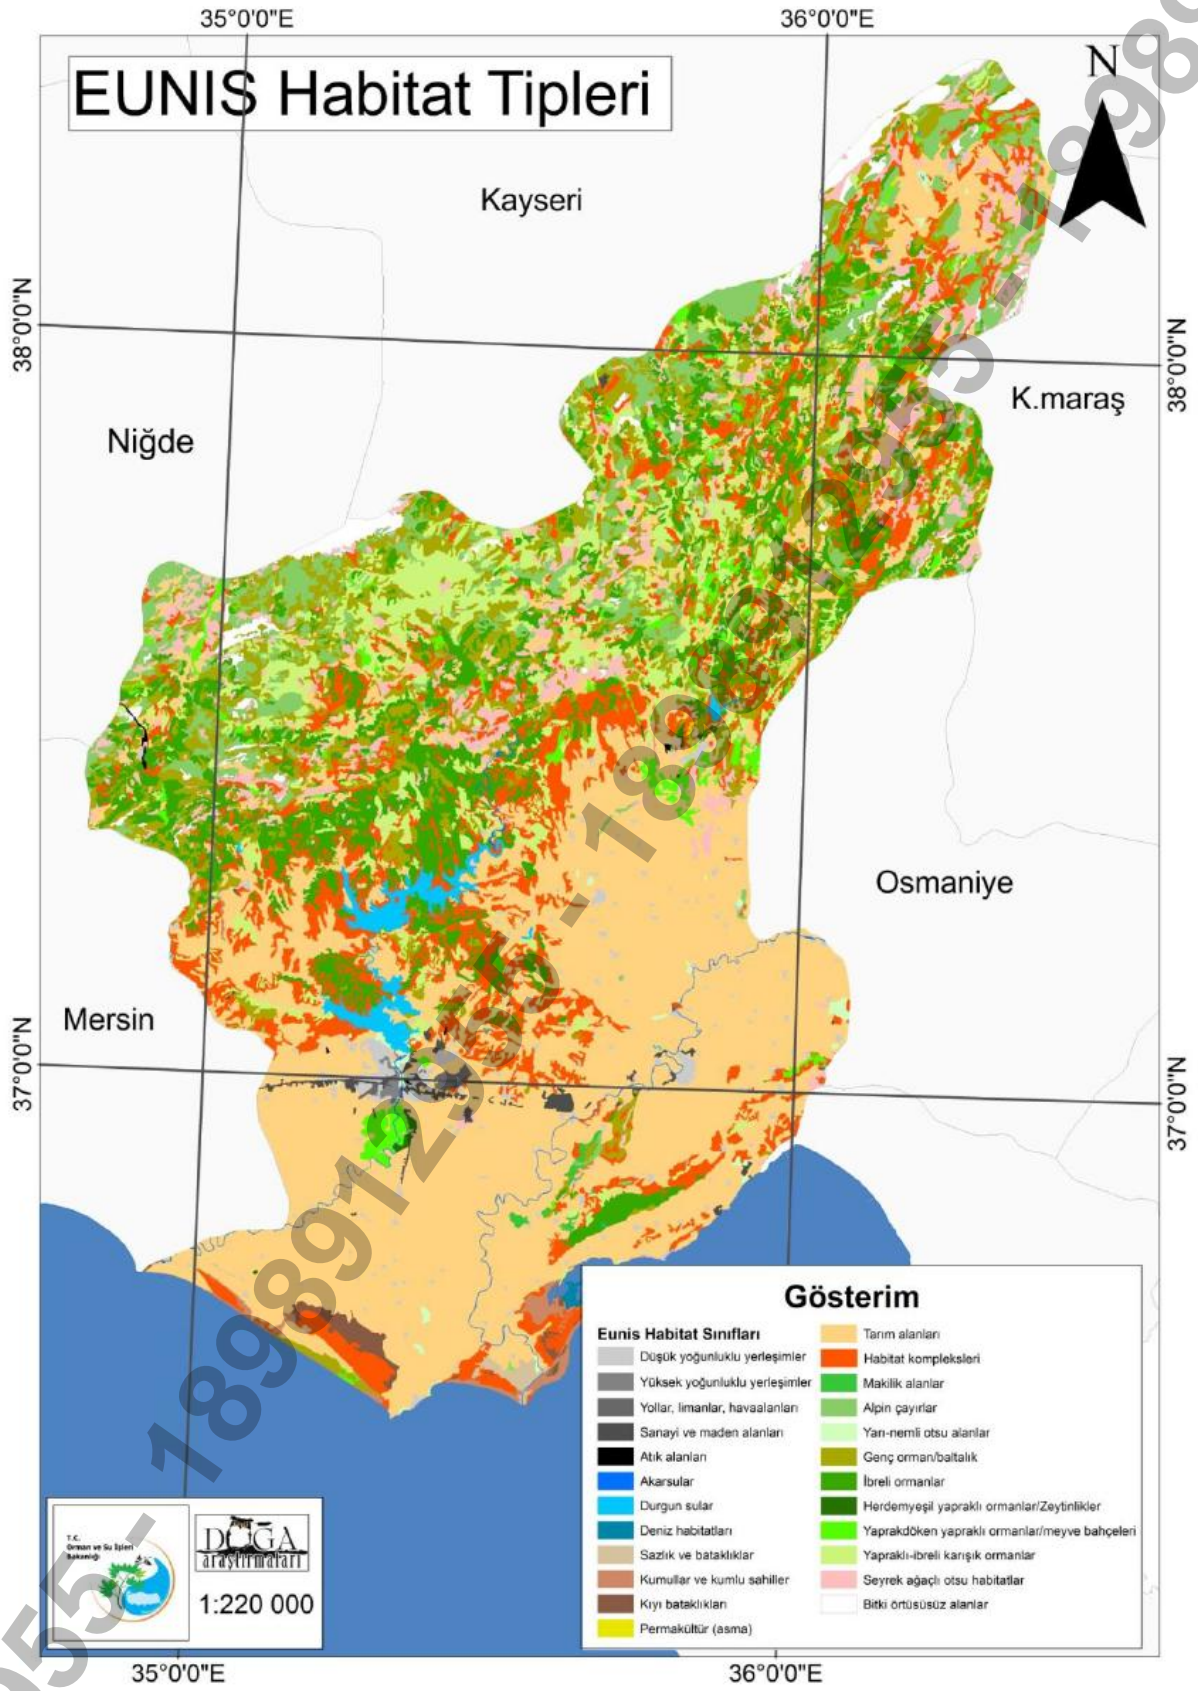 35°0'0"E
36°0'0"E
EUNIS Habitat Tipleri
N
Kayseri
38°0'0"N
38°0'0"N
K.maraş
Niğde
Osmaniye
Mersin
37°0'0"N
37°0'0"N
Gösterim
Eunis Habitat Sınıfları
Düşük yoğunluklu yerleşimler
Yüksek yoğunluklu yerleşimler
Yollar, limanlar, havaalanları
Sanayi ve maden alanları
Atık alanları
Akarsular
Durgun sular
Deniz habitatları
Sazlık ve bataklıklar
Kumullar ve kumlu sahiller
Kıyı bataklıkları
Permakültür (asma)
Tarım alanları
Habitat kompleksleri
Makilik alanlar
Alpin çayırlar
Yarı-nemli otsu alanlar
Genç orman/baltalık
İbreli ormanlar
Herdemyeşil yapraklı ormanlar/Zeytinlikler
Yaprakdöken yapraklı ormanlar/meyve bahçeleri
Yapraklı-ibreli karışık ormanlar
Seyrek ağaçlı otsu habitatlar
Bitki örtüsüsüz alanlar
T.C.
Orman ve Su İşleri
Bakanlığı
DOĞA
araştırmaları
1:220 000
35°0'0"E
36°0'0"E